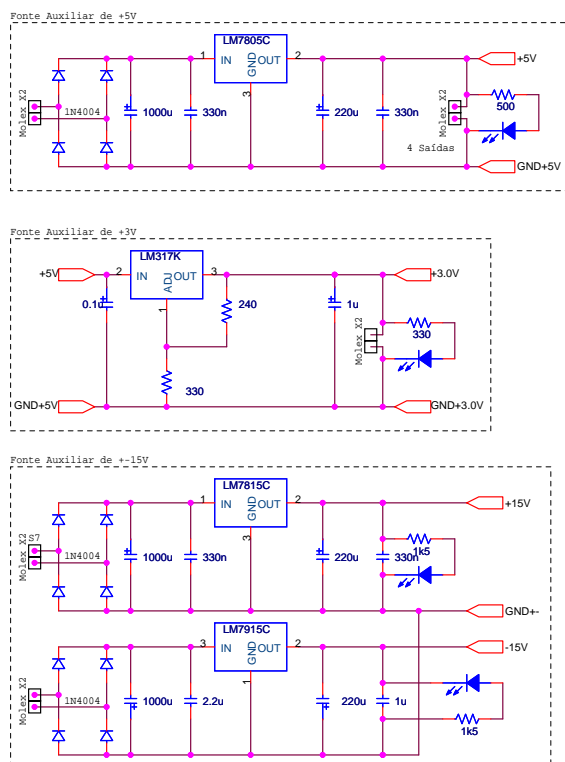 Fonte Auxiliar de +5V
LM7805C
1 IN GND OUT 2
3
+5V
Molex X2
1N4004
1000u
330n
220u
330n
Molex X2
500
4 Saídas
GND+5V
Fonte Auxiliar de +3V
LM317K
+5V
2 IN ADJ OUT 3
1
+3.0V
0.1u
240
1u
Molex X2
330
330
GND+5V
GND+3.0V
Fonte Auxiliar de +-15V
LM7815C
1 IN GND OUT 2
3
+15V
S7
Molex X2
1N4004
1000u
330n
220u
330n
1k5
GND+-
LM7915C
3 IN GND OUT 2
1
-15V
Molex X2
1N4004
1000u
2.2u
220u
1u
1k5